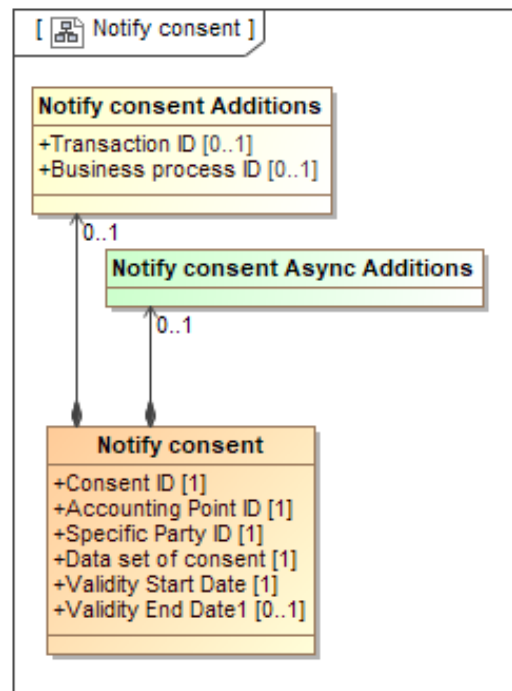 [ Notify consent ]
Notify consent Additions
+Transaction ID [0..1]
+Business process ID [0..1]
0..1
Notify consent Async Additions
0..1
Notify consent
+Consent ID [1]
+Accounting Point ID [1]
+Specific Party ID [1]
+Data set of consent [1]
+Validity Start Date [1]
+Validity End Date1 [0..1]